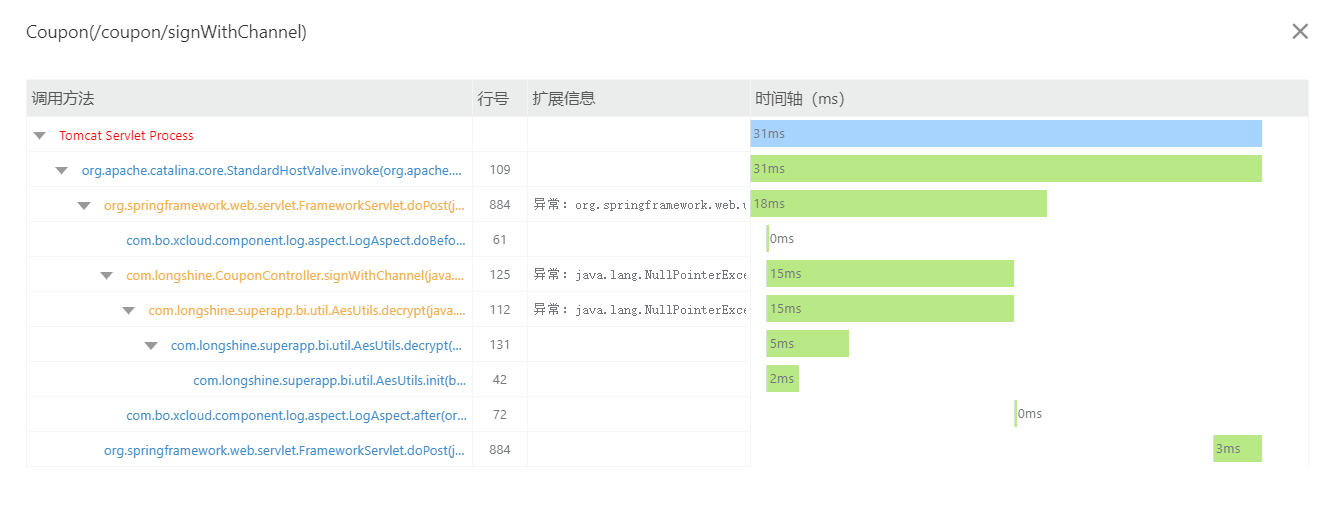 Coupon(/coupon/signWithChannel)
调用方法 行号 扩展信息 时间轴（ms）
Tomcat Servlet Process 31ms
org.apache.catalina.core.StandardHostValve.invoke(org.apache.... 109 31ms
org.springframework.web.servlet.FrameworkServlet.doPost(j... 884 异常: org.springframework.web. 18ms
com.bo.xcloud.component.log.aspect.LogAspect.doBefo... 61 0ms
com.longshine.CouponController.signWithChannel(java.... 125 异常: java.lang.NullPointerExce 15ms
com.longshine.superapp.bi.util.AesUtils.decrypt(java.... 112 异常: java.lang.NullPointerExce 15ms
com.longshine.superapp.bi.util.AesUtils.decrypt(... 131 5ms
com.longshine.superapp.bi.util.AesUtils.init(b... 42 2ms
com.bo.xcloud.component.log.aspect.LogAspect.after(or... 72 0ms
org.springframework.web.servlet.FrameworkServlet.doPost(j... 884 3ms